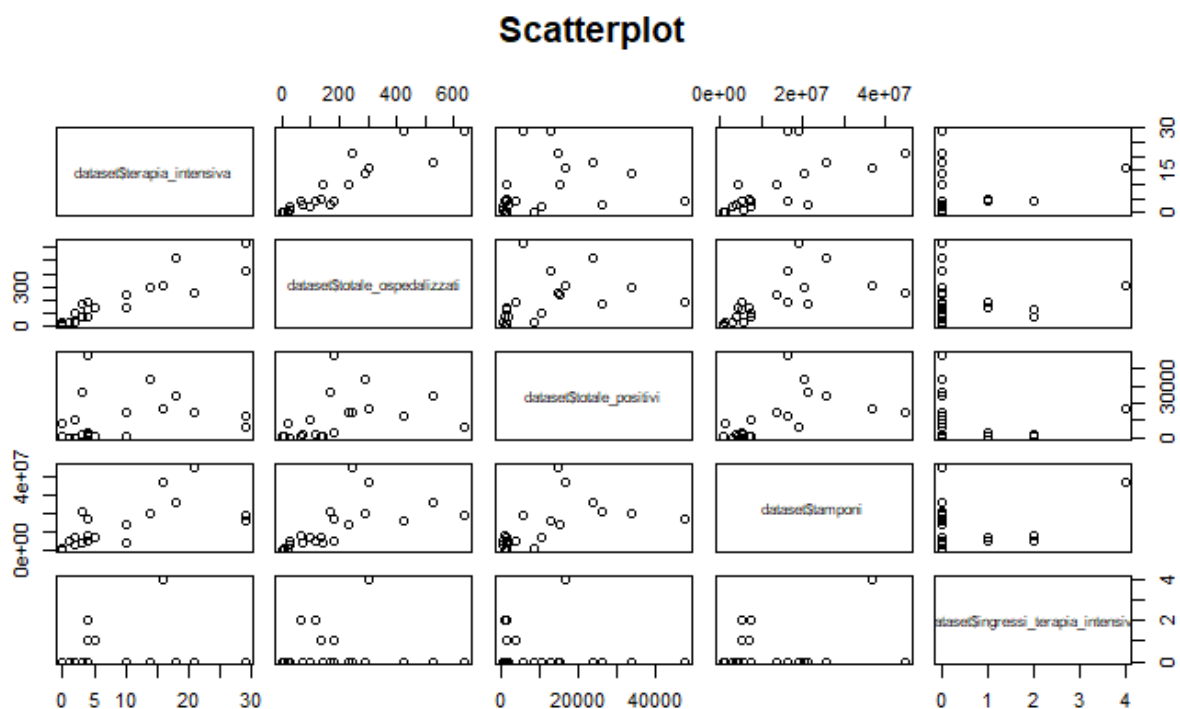 Scatterplot
0 200 400 600
0e+00 2e+07 4e+07
dataset$terapia_intensiva
0 15 30
0 300
dataset$totale_ospedalizzati
dataset$totale_positivi
0 30000
0e+00 4e+07
dataset$tamponi
ataset$ingressi_terapia_intensiv
0 2 4
0 5 10 20 30
0 20000 40000
0 1 2 3 4